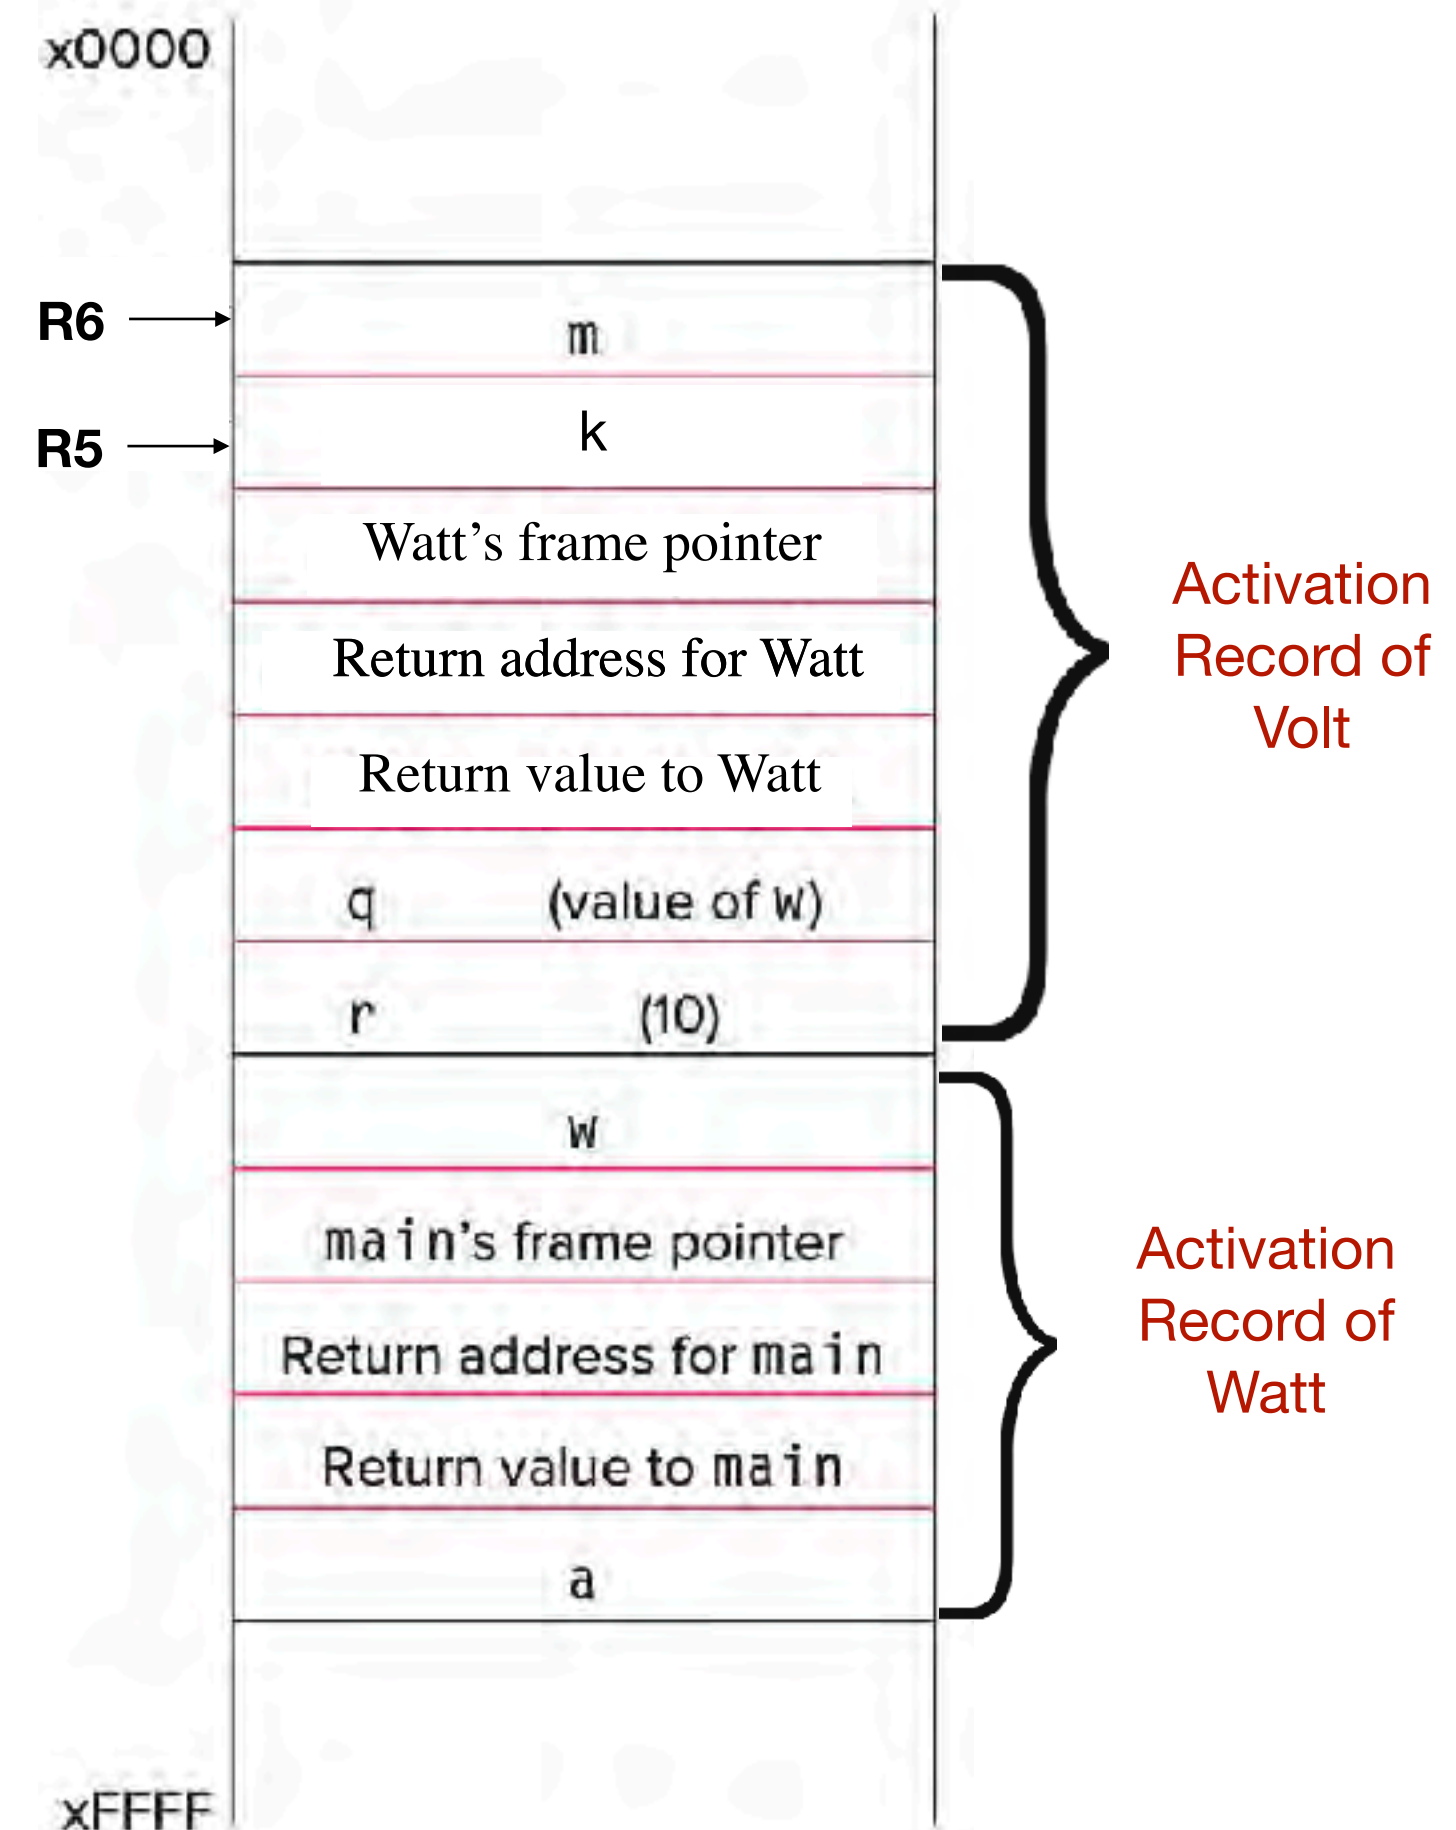 x0000
R6
m
R5
k
Watt’s frame pointer
Return address for Watt
Return value to Watt
q (value of w)
r (10)
w
main’s frame pointer
Return address for main
Return value to main
a
xFFFF
Activation
Record of
Volt
Activation
Record of
Watt